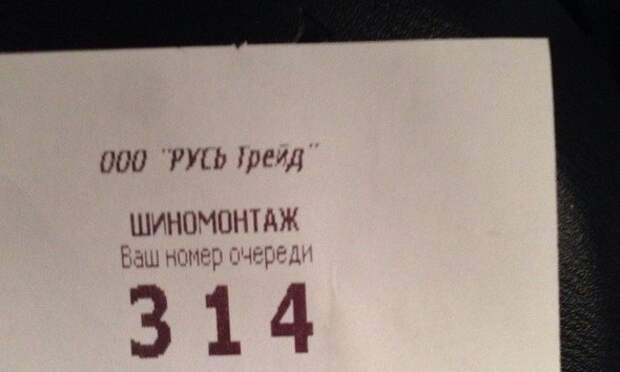 ООО "РУСЬ Трейд"
ШИНОМОНТАЖ
Ваш номер очереди
314